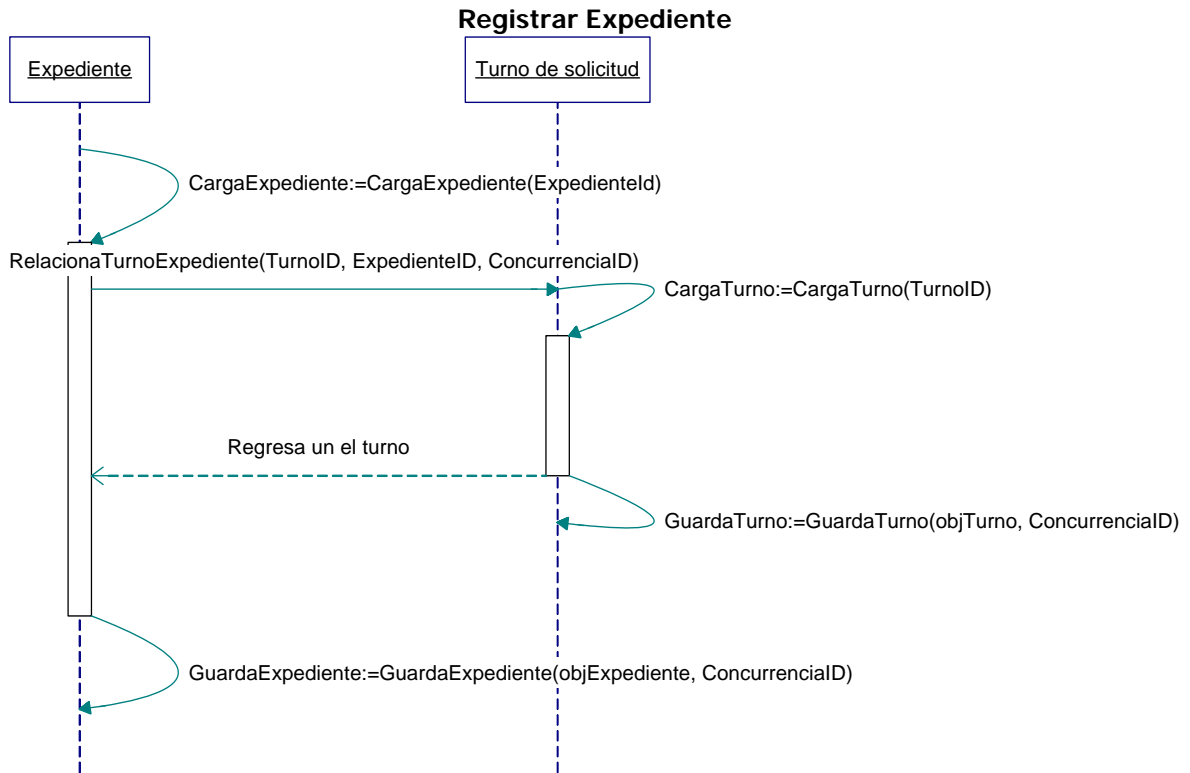 Registrar Expediente
Expediente
Turno de solicitud
CargaExpediente:=CargaExpediente(ExpedienteId)
RelacionaTurnoExpediente(TurnoID, ExpedienteID, ConcurrenciaID)
CargaTurno:=CargaTurno(TurnoID)
Regresa un el turno
GuardaTurno:=GuardaTurno(objTurno, ConcurrenciaID)
GuardaExpediente:=GuardaExpediente(objExpediente, ConcurrenciaID)